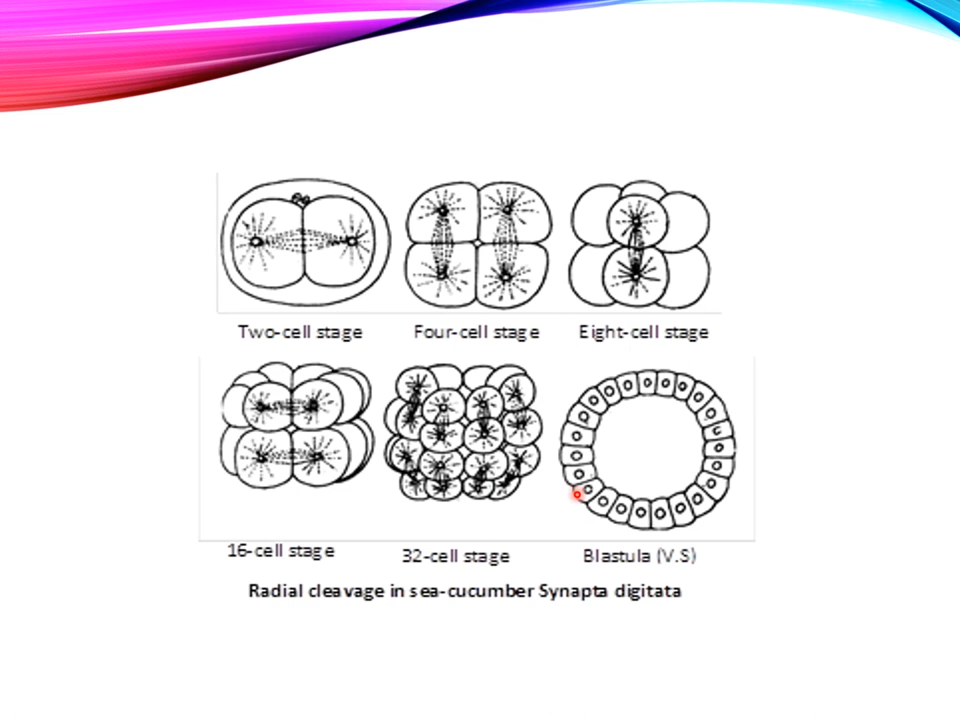 Two-cell stage
Four-cell stage
Eight-cell stage
16-cell stage
32-cell stage
Blastula (V.S)
Radial cleavage in sea-cucumber Synapta digitata